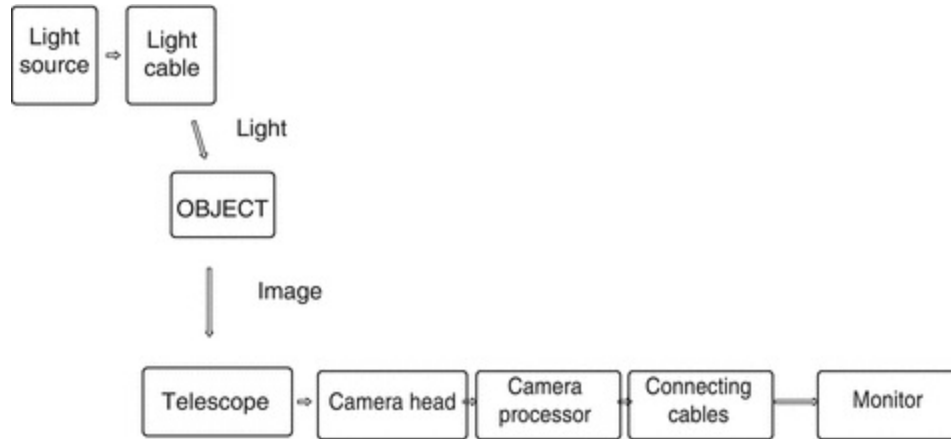 Light
source
Light
cable
Light
OBJECT
Image
Telescope
Camera head
Camera
processor
Connecting
cables
Monitor